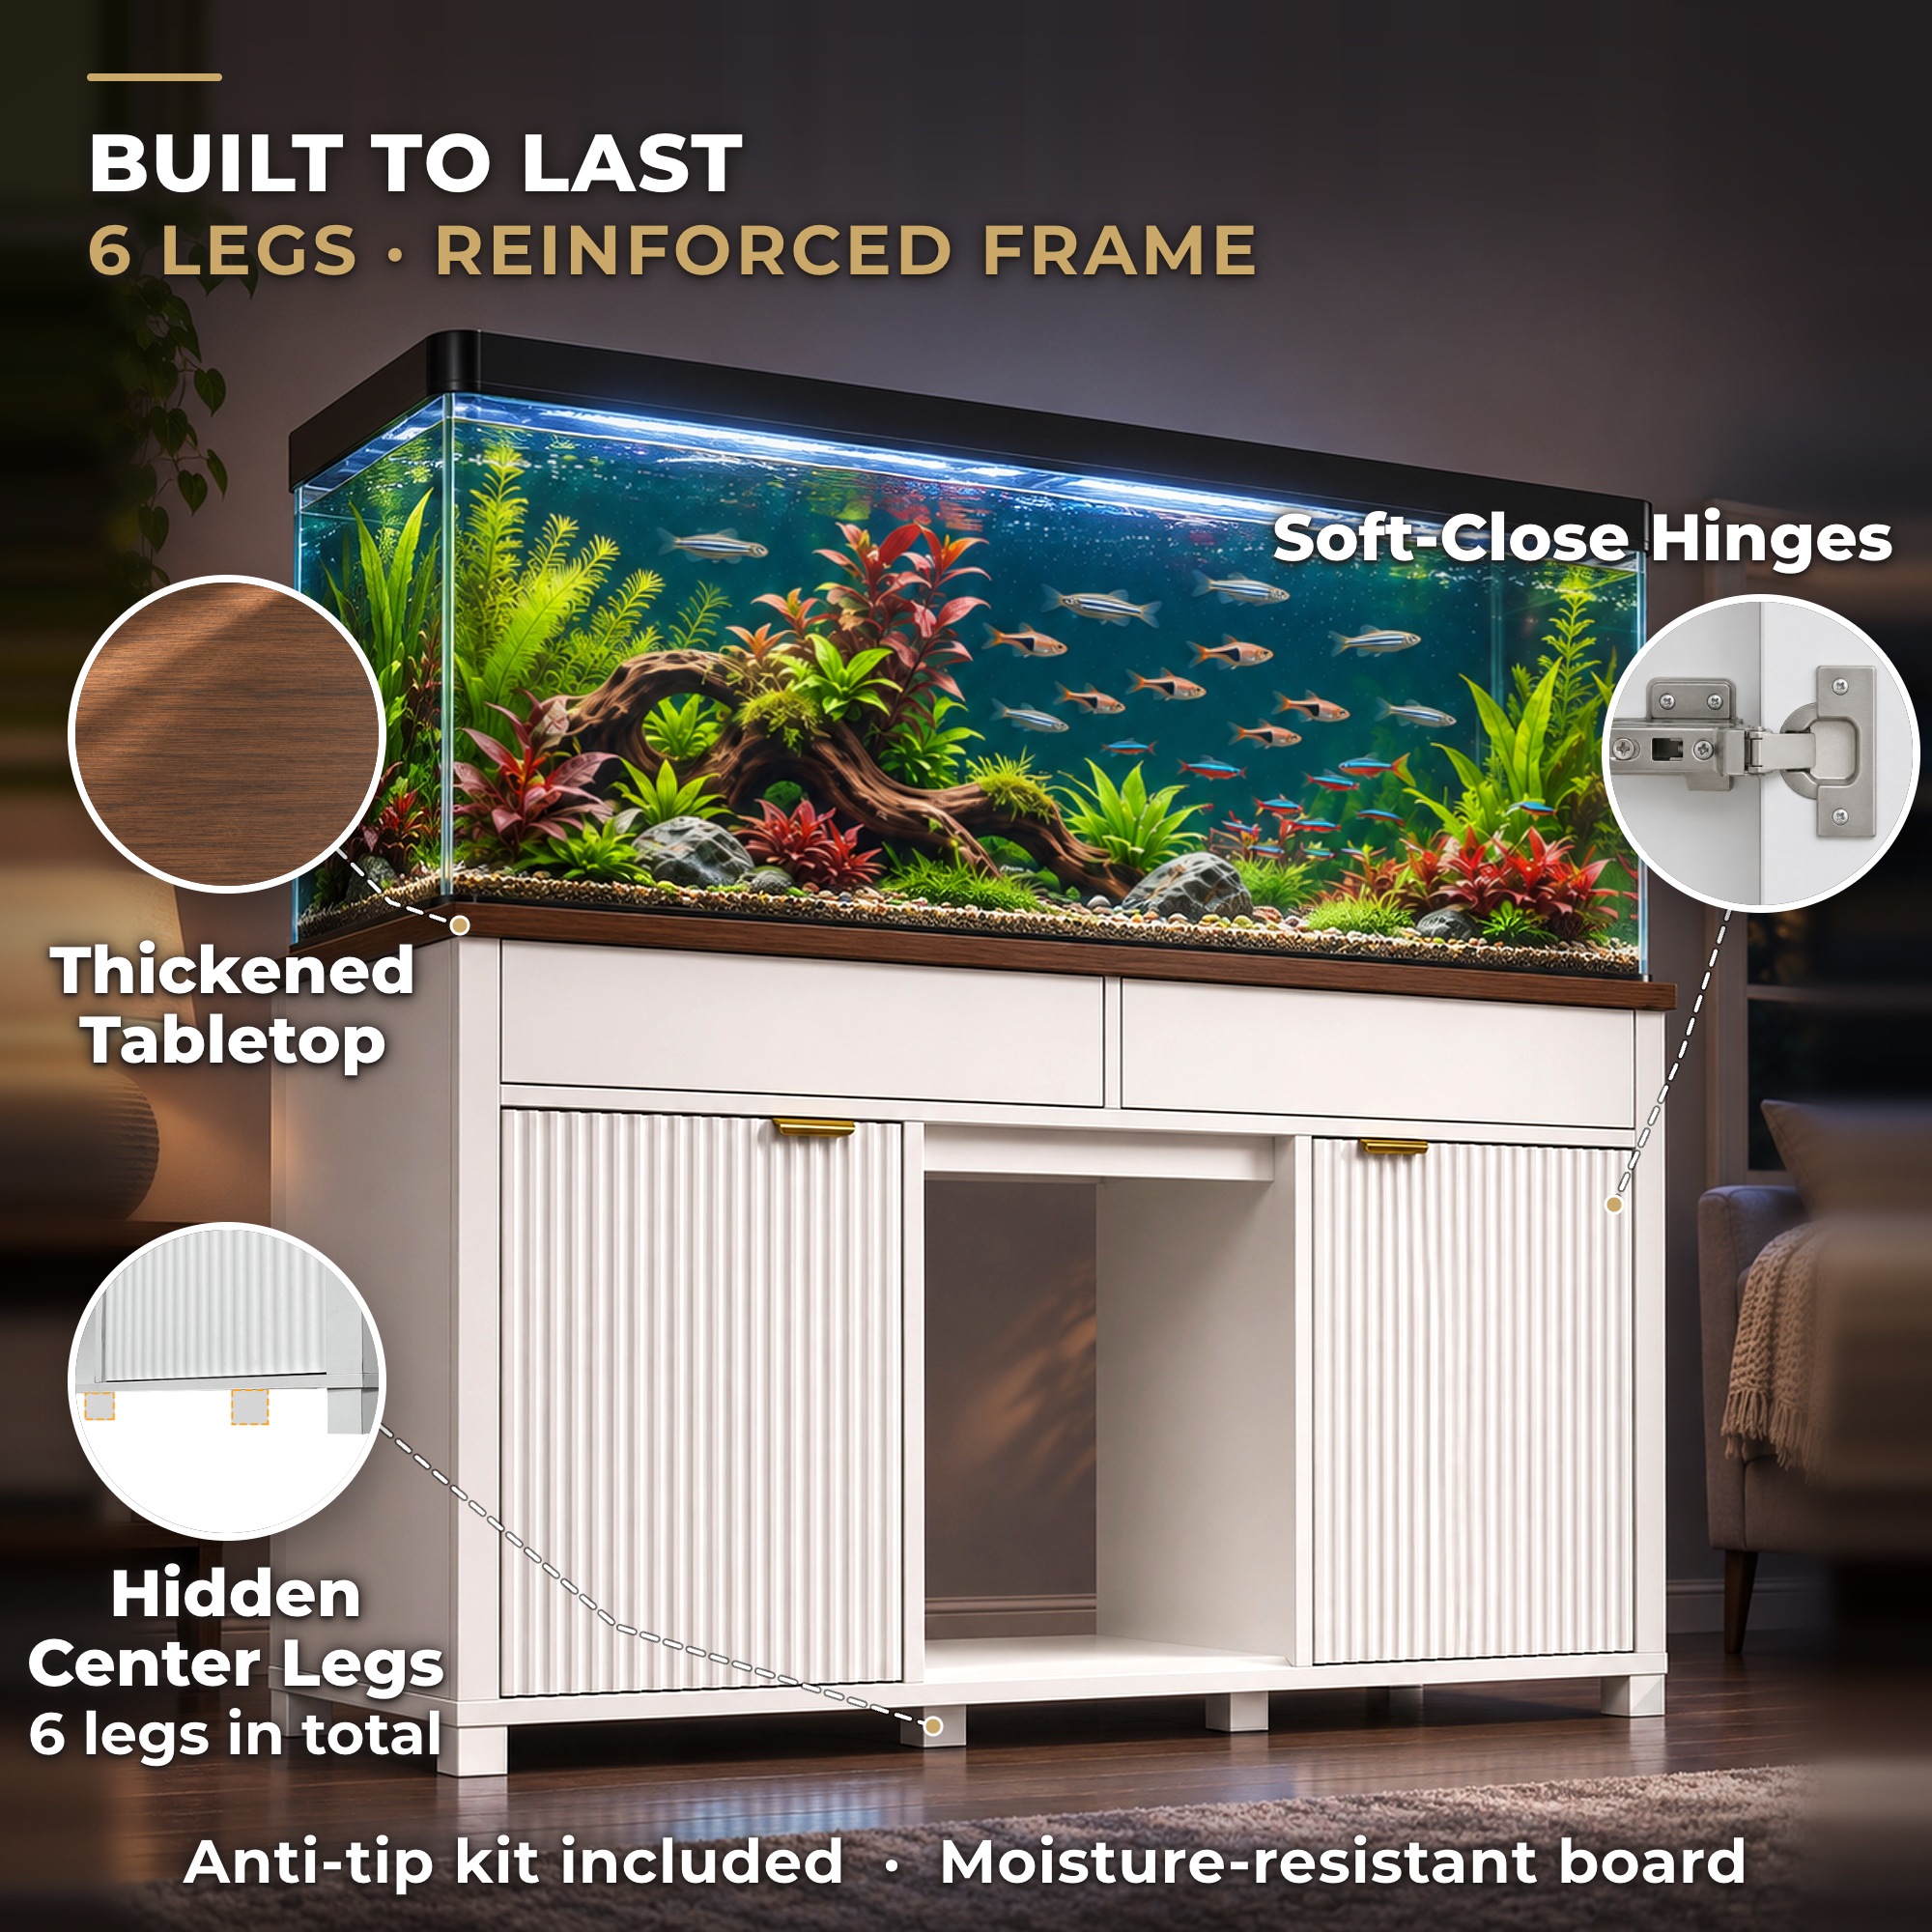 BUILT TO LAST
6 LEGS · REINFORCED FRAME
Soft-Close Hinges
Thickened
Tabletop
Hidden
Center Legs
6 legs in total
Anti-tip kit included · Moisture-resistant board